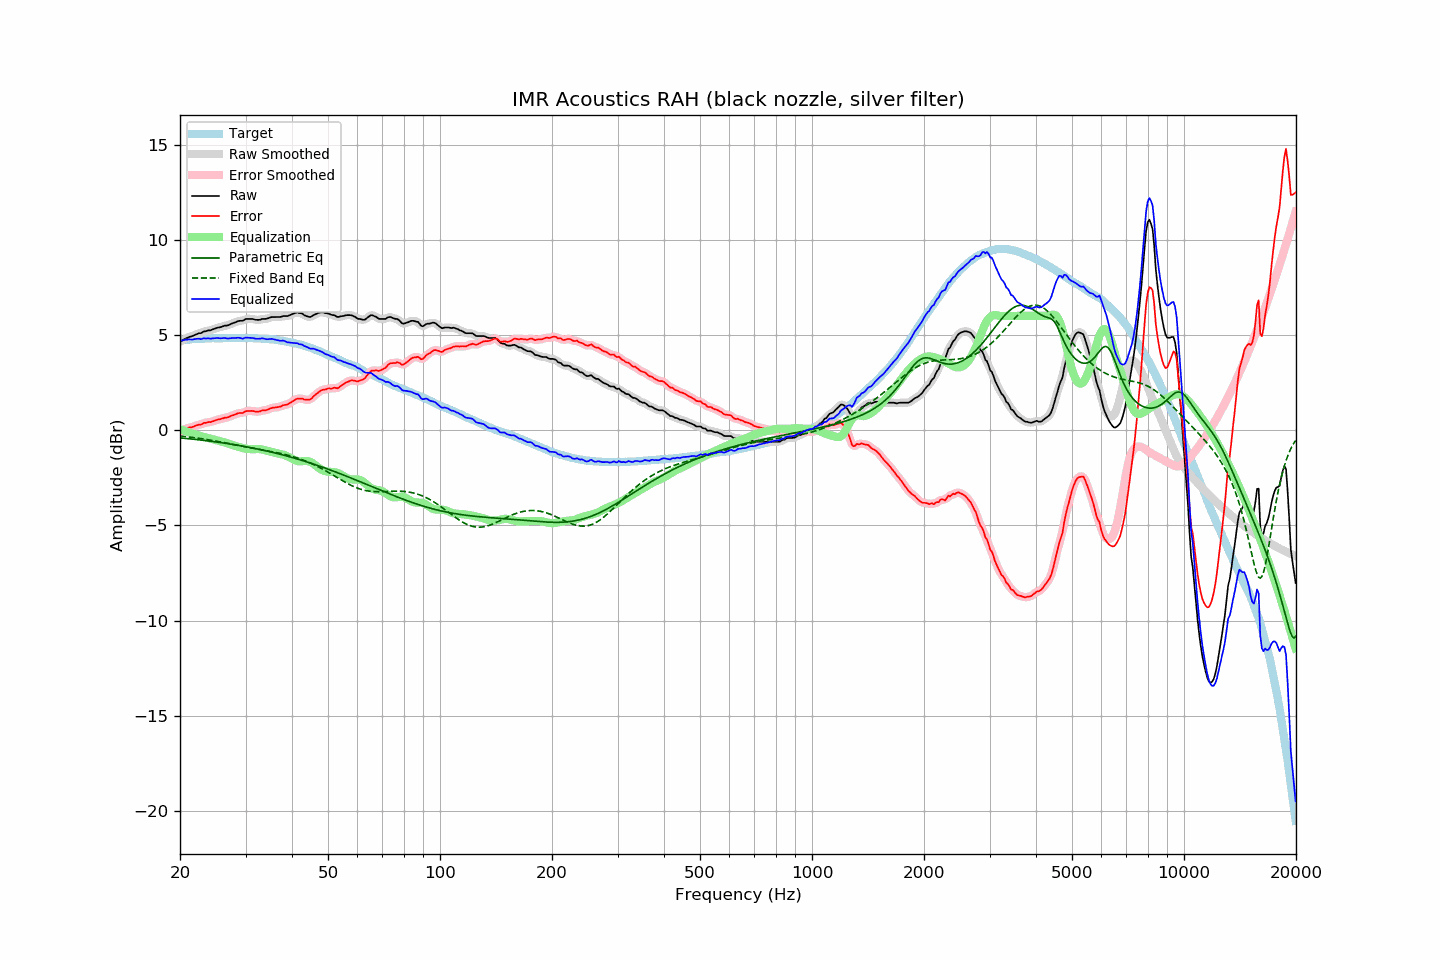 IMR Acoustics RAH (black nozzle, silver filter)
Target
Raw Smoothed
Error Smoothed
Raw
Error
Equalization
Parametric Eq
Fixed Band Eq
Equalized
15
10
5
0
−5
−10
−15
−20
Amplitude (dBr)
20 50 100 200 500 1000 2000 5000 10000 20000
Frequency (Hz)